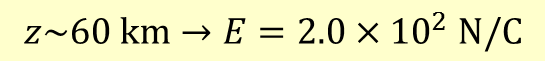 z~60 km → E = 2.0 × 10² N/C